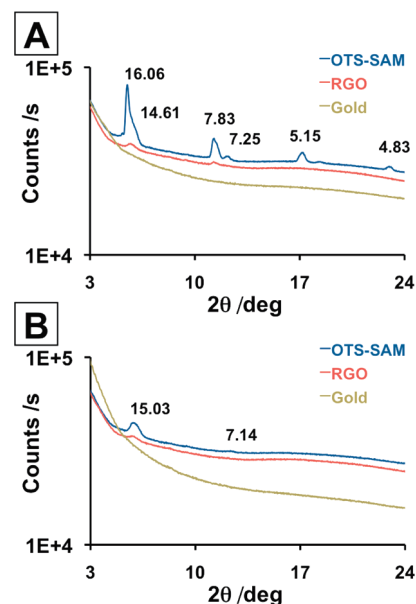 A
1E+5
OTS-SAM
RGO
Gold
16.06
14.61
7.83
7.25
5.15
4.83
Counts /s
1E+4
3 10 17 24
2θ /deg
B
1E+5
OTS-SAM
RGO
Gold
15.03
7.14
Counts /s
1E+4
3 10 17 24
2θ /deg